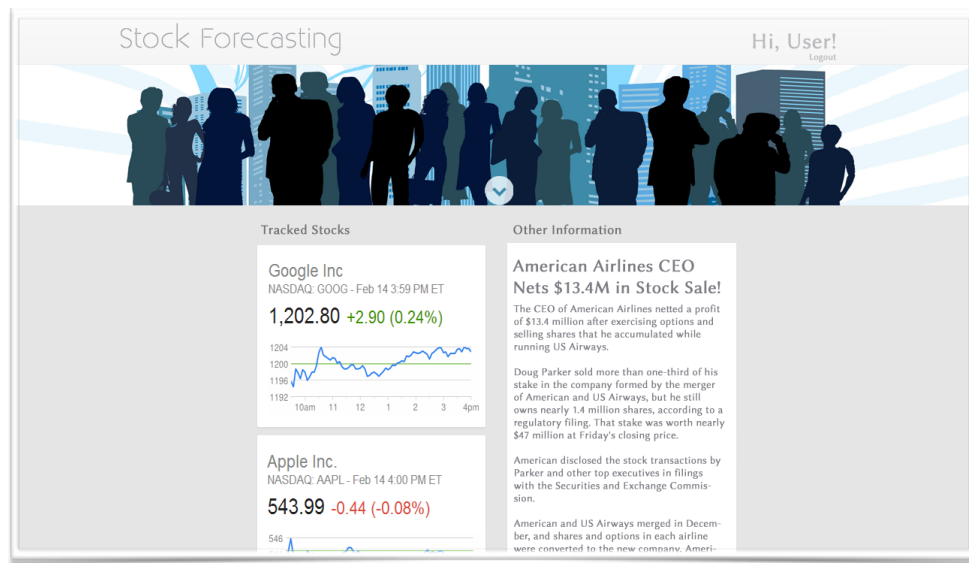 Stock Forecasting
Hi, User!
Logout
Tracked Stocks
Google Inc
NASDAQ: GOOG - Feb 14 3:59 PM ET
1,202.80 +2.90 (0.24%)
1204
1200
1196
1192
10am 11 12 1 2 3 4pm
Apple Inc.
NASDAQ: AAPL - Feb 14 4:00 PM ET
543.99 -0.44 (-0.08%)
546
Other Information
American Airlines CEO
Nets $13.4M in Stock Sale!
The CEO of American Airlines netted a profit
of $13.4 million after exercising options and
selling shares that he accumulated while
running US Airways.
Doug Parker sold more than one-third of his
stake in the company formed by the merger
of American and US Airways, but he still
owns nearly 1.4 million shares, according to a
regulatory filing. That stake was worth nearly
$47 million at Friday's closing price.
American disclosed the stock transactions by
Parker and other top executives in filings
with the Securities and Exchange Commis-
sion.
American and US Airways merged in Decem-
ber, and shares and options in each airline
were converted to the new company. Ameri-